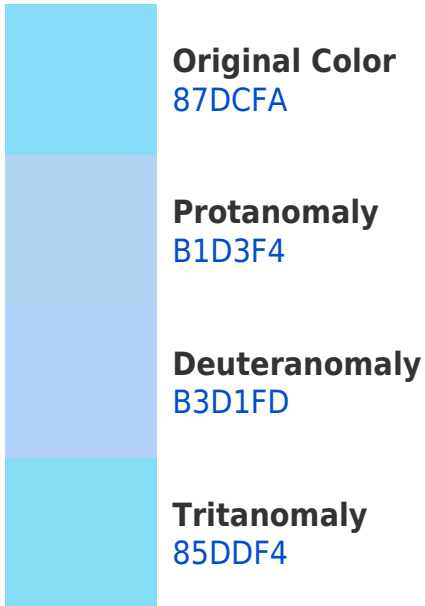 Original Color
87DCFA
Protanomaly
B1D3F4
Deuteranomaly
B3D1FD
Tritanomaly
85DDF4